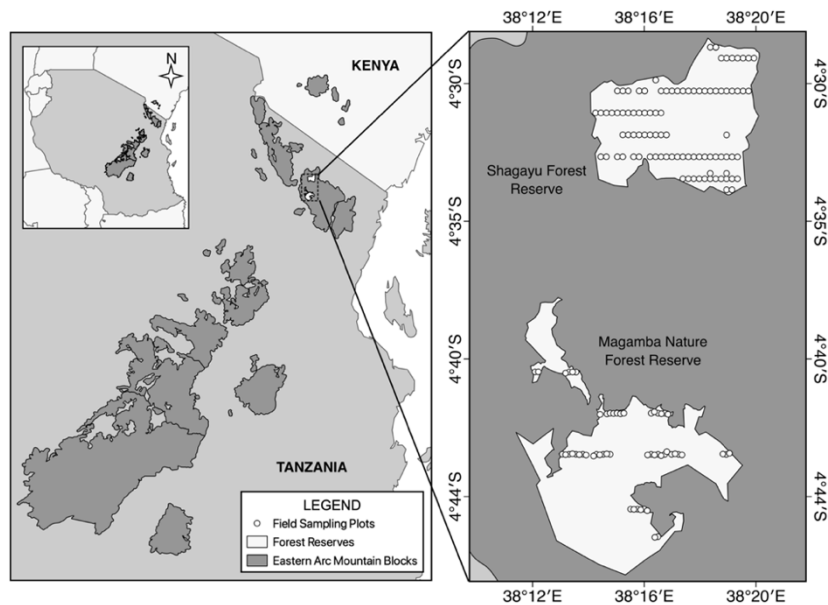 38°12′E 38°16′E 38°20′E
N
KENYA
4°30′S 4°30′S
Shagayu Forest
Reserve
4°35′S 4°35′S
Magamba Nature
Forest Reserve
4°40′S 4°40′S
TANZANIA
LEGEND
Field Sampling Plots
Forest Reserves
Eastern Arc Mountain Blocks
4°44′S 4°44′S
38°12′E 38°16′E 38°20′E